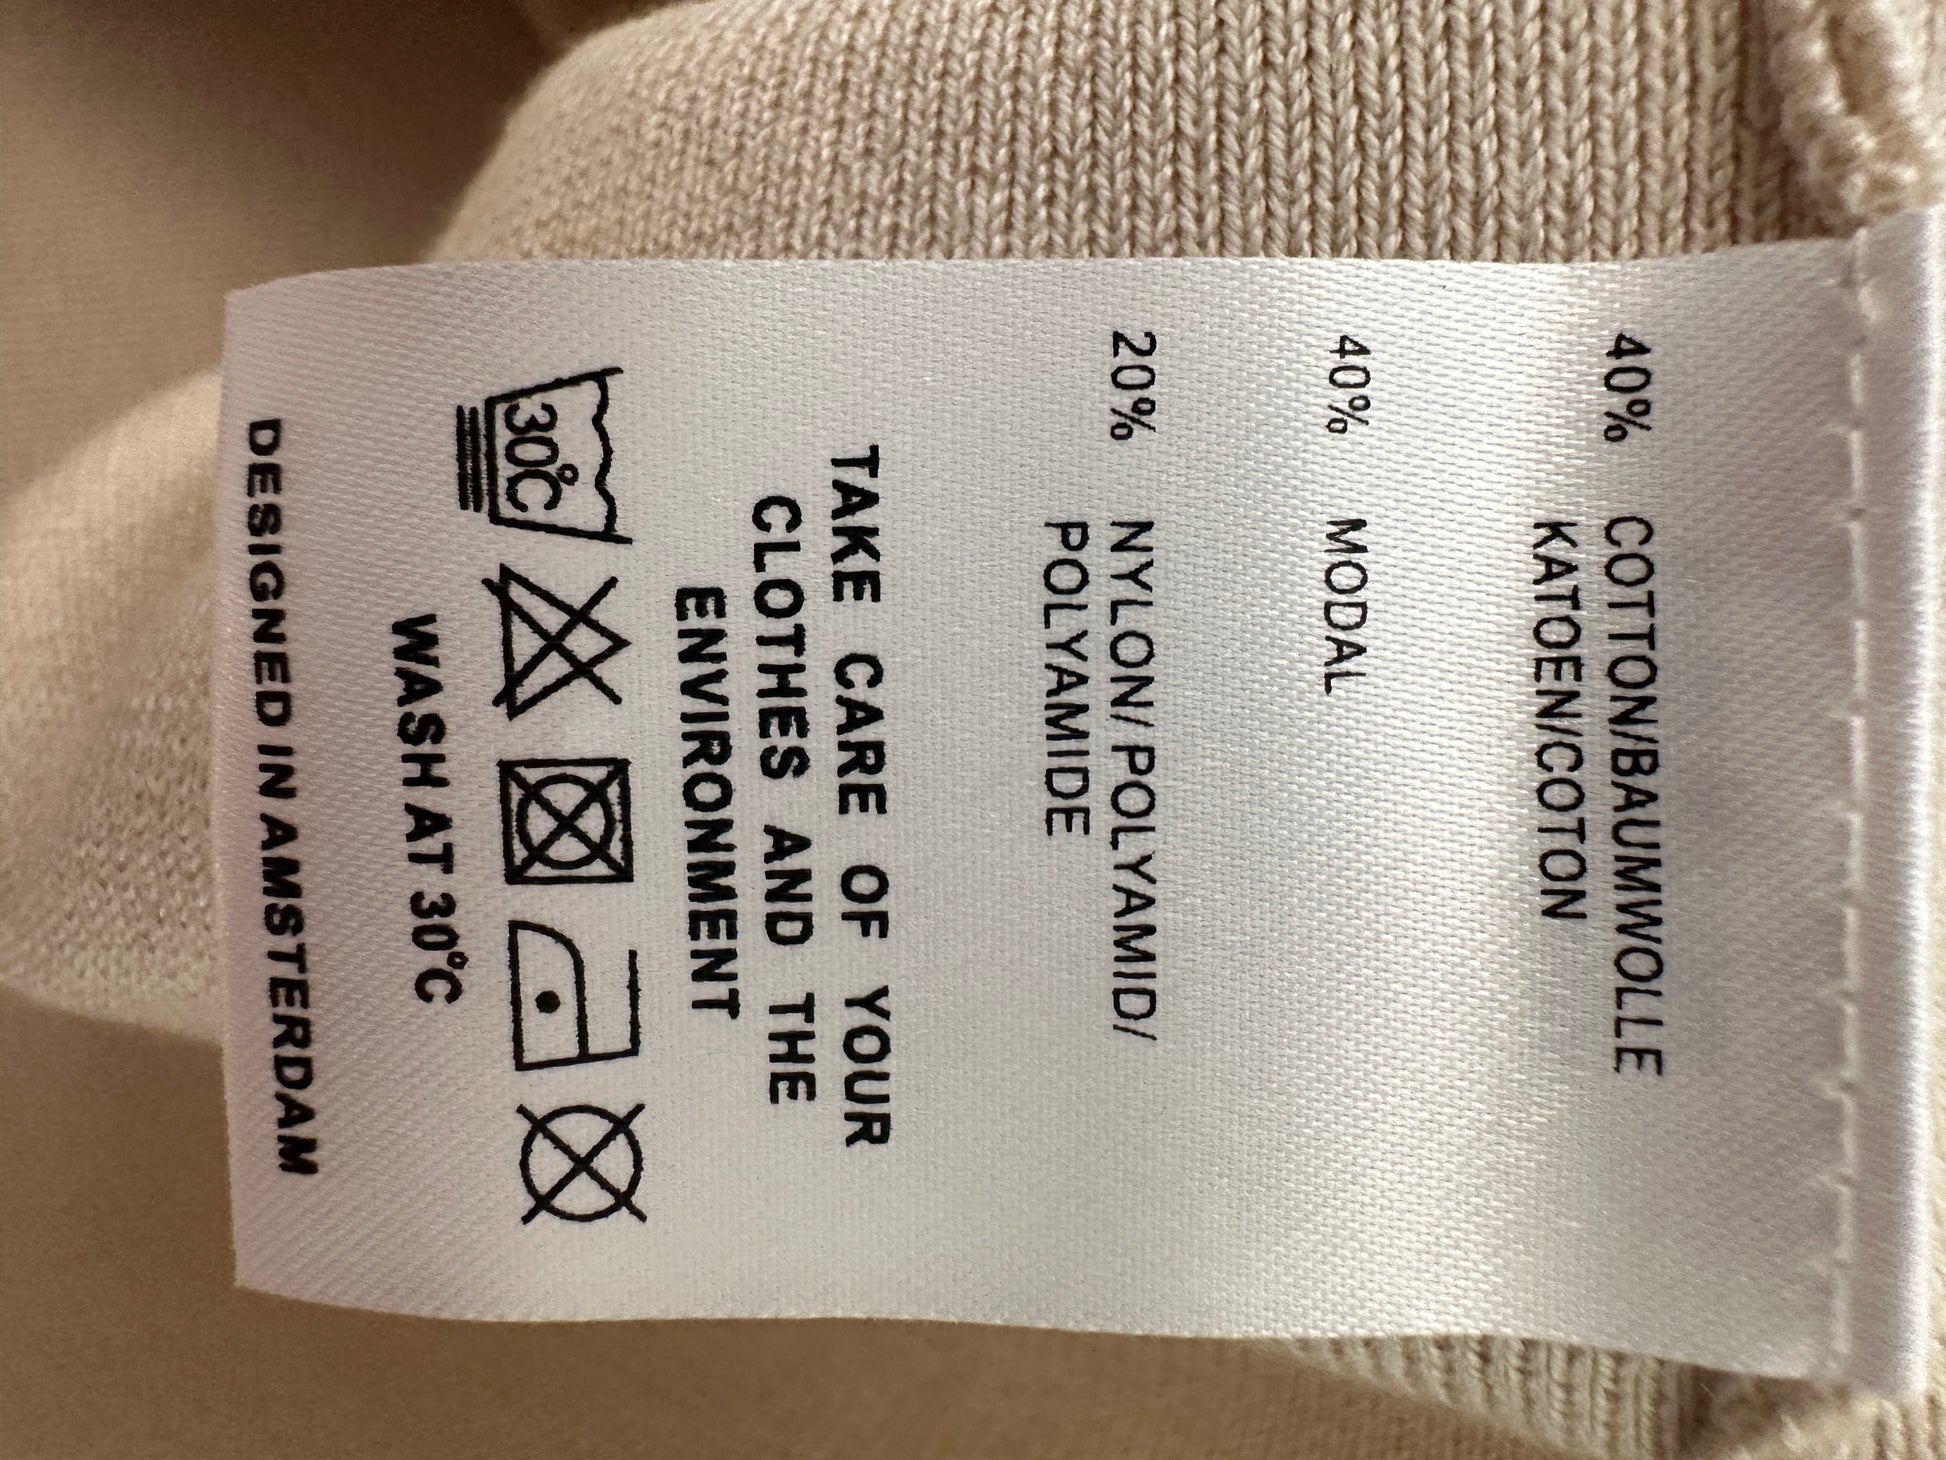 40% COTTON/BAUMWOLLE
KATOEN/COTON
40% MODAL
20% NYLON/ POLYAMID/
POLYAMIDE
TAKE CARE OF YOUR
CLOTHES AND THE
ENVIRONMENT
30°C
WASH AT 30°C
DESIGNED IN AMSTERDAM